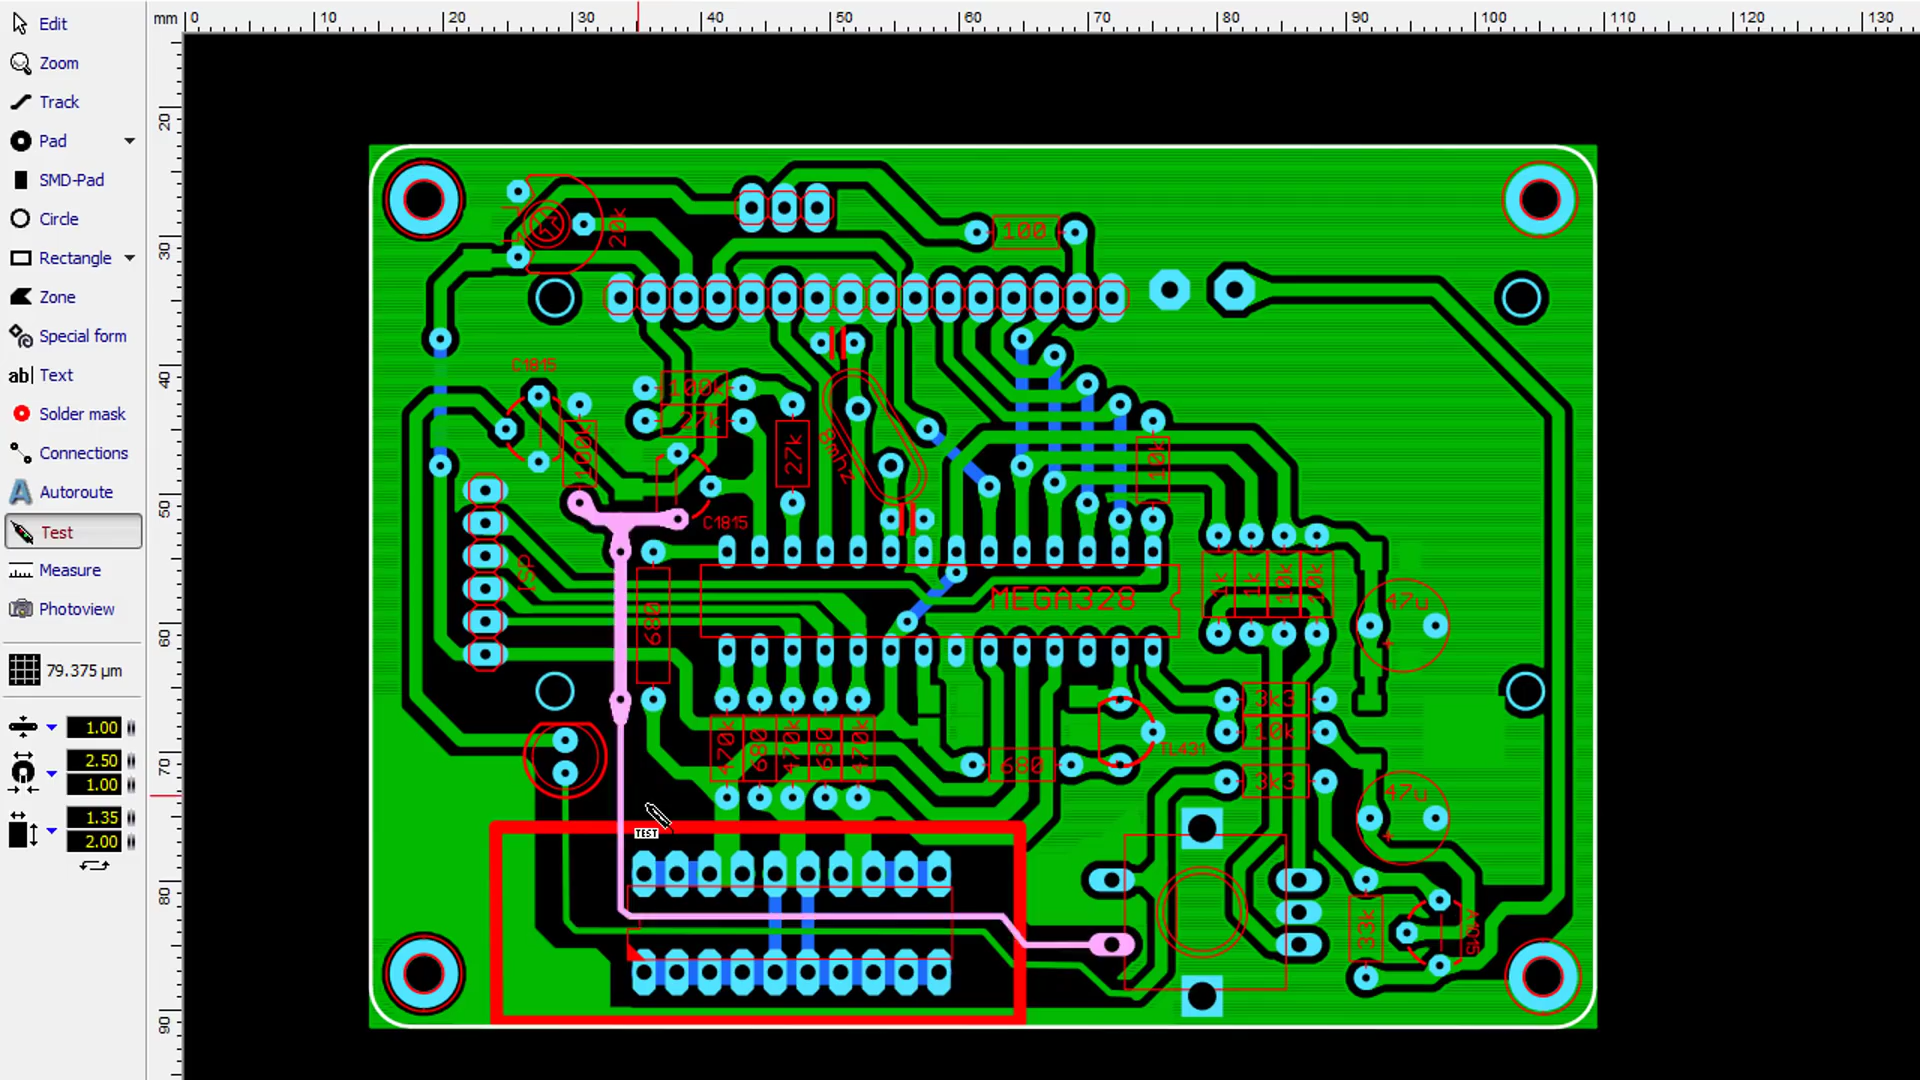 mm 0 10 20 30 40 50 60 70 80 90 100 110 120 130
Edit
Zoom
Track
Pad
SMD-Pad
Circle
Rectangle
Zone
Special form
ab| Text
Solder mask
Connections
Autoroute
Test
Measure
Photoview
79.375 µm
1.00
2.50
1.00
1.35
2.00
20
30
40
50
60
70
80
90
20k
100
C1815
100k
27k
100k
27k
8mhz
10k
C1815
ISP
680
MEGA328
1k
1k
10k
10k
47u
+
3k3
10k
TL431
470k
680
470k
680
470k
680
3k3
47u
+
TEST
33k